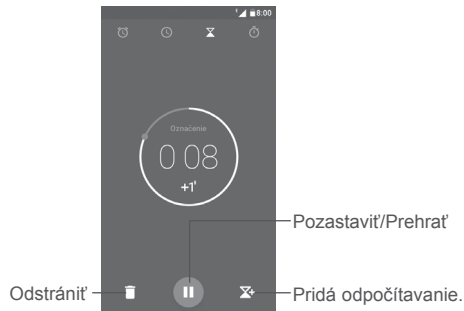 8:00
Označenie
0 08
+1'
Pozastaviť/Prehrať
Odstrániť
Pridá odpočítavanie.